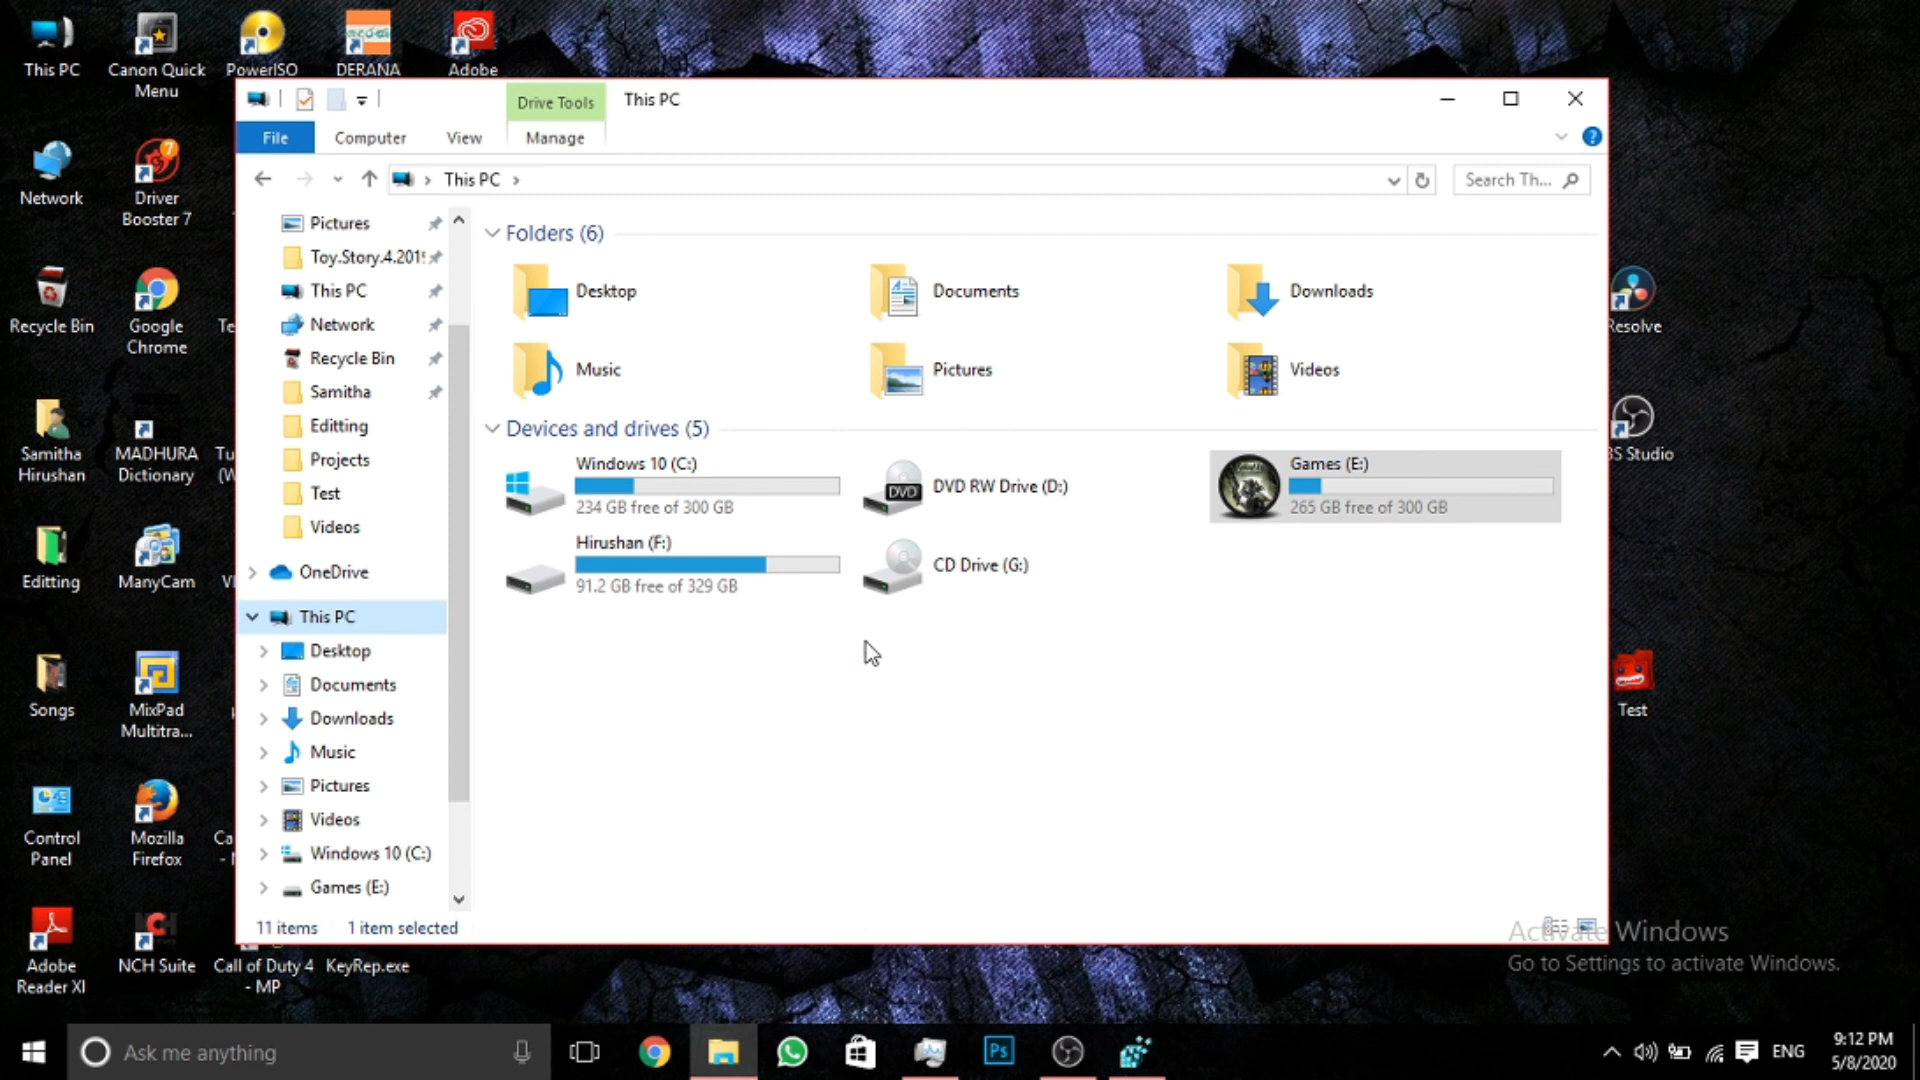 This PC
Canon Quick
Menu
PowerISO
DERANA
Adobe
Network
Driver
Booster 7
Recycle Bin
Google
Chrome
Te
Samitha
Hirushan
MADHURA
Dictionary
Tu
(W
Editting
ManyCam
Songs
MixPad
Multitra...
Control
Panel
Mozilla
Firefox
Ca
Adobe
Reader XI
NCH Suite
Call of Duty 4
- MP
KeyRep.exe
Drive Tools
This PC
File
Computer
View
Manage
This PC
Search Th...
Pictures
Toy.Story.4.201
This PC
Network
Recycle Bin
Samitha
Editting
Projects
Test
Videos
OneDrive
This PC
Desktop
Documents
Downloads
Music
Pictures
Videos
Windows 10 (C:)
Games (E:)
Folders (6)
Desktop
Documents
Downloads
Music
Pictures
Videos
Devices and drives (5)
Windows 10 (C:)
234 GB free of 300 GB
DVD
DVD RW Drive (D:)
Games (E:)
265 GB free of 300 GB
Hirushan (F:)
91.2 GB free of 329 GB
CD Drive (G:)
11 items
1 item selected
Resolve
BS Studio
Test
Activate Windows
Go to Settings to activate Windows.
Ask me anything
Ps
ENG
9:12 PM
5/8/2020